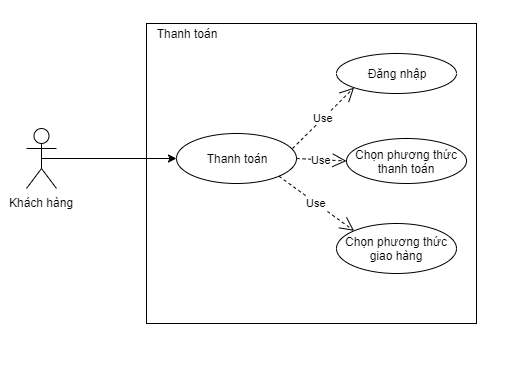 Thanh toán
Đăng nhập
Use
Thanh toán
Use
Chọn phương thức
thanh toán
Khách hàng
Use
Chọn phương thức
giao hàng